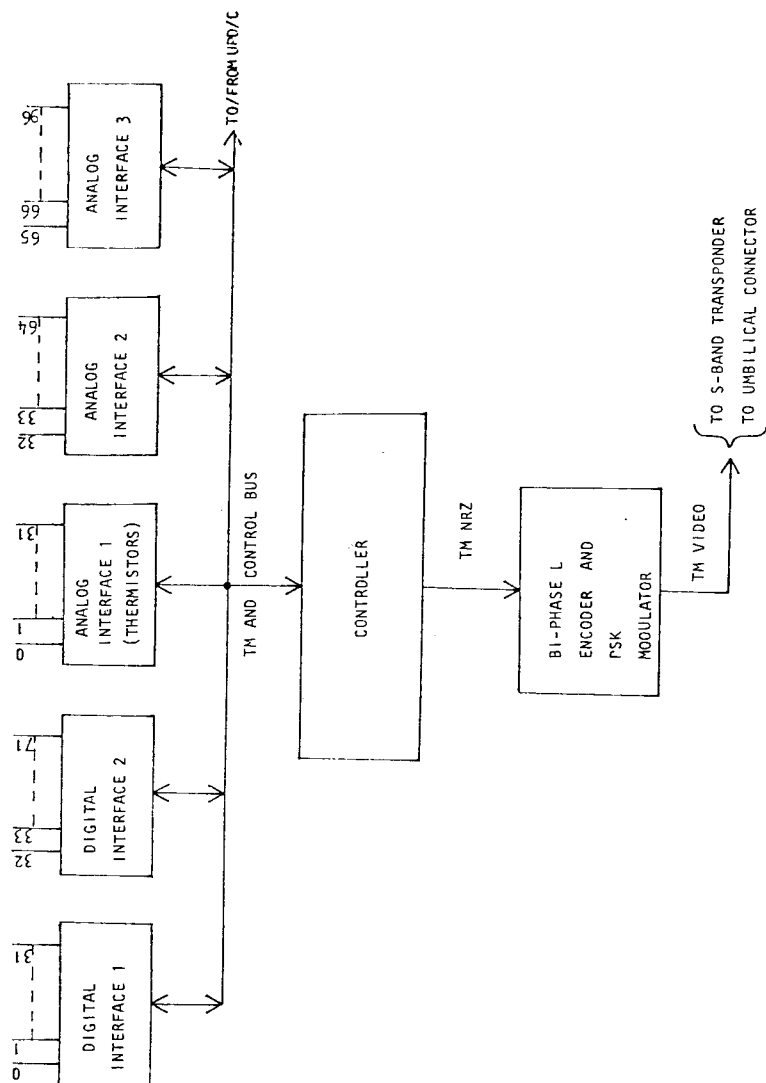 0 1 31
32 33 71
0 1 31
32 33 64
65 66 96
DIGITAL
INTERFACE 1
DIGITAL
INTERFACE 2
ANALOG
INTERFACE 1
(THERMISTORS)
ANALOG
INTERFACE 2
ANALOG
INTERFACE 3
TO/FROM UPD/C
TM AND CONTROL BUS
CONTROLLER
TM NRZ
BI-PHASE L
ENCODER AND
PSK
MODULATOR
TM VIDEO
TO S-BAND TRANSPONDER
TO UMBILICAL CONNECTOR